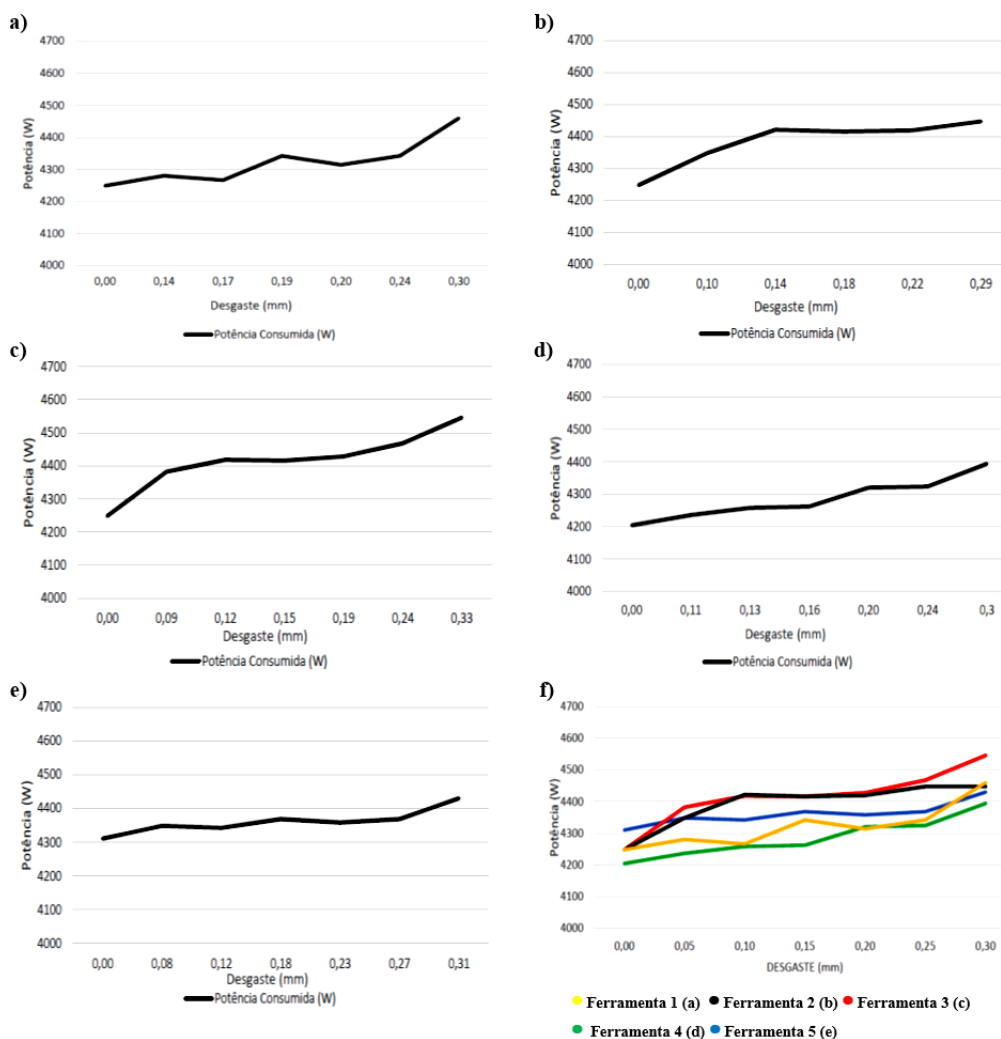 a)
4700
4600
4500
4400
4300
4200
4100
4000
Potência (W)
0,00 0,14 0,17 0,19 0,20 0,24 0,30
Desgaste (mm)
Potência Consumida (W)
b)
4700
4600
4500
4400
4300
4200
4100
4000
Potência (W)
0,00 0,10 0,14 0,18 0,22 0,29
Desgaste (mm)
Potência Consumida (W)
c)
4700
4600
4500
4400
4300
4200
4100
4000
Potência (W)
0,00 0,09 0,12 0,15 0,19 0,24 0,33
Desgaste (mm)
Potência Consumida (W)
d)
4700
4600
4500
4400
4300
4200
4100
4000
Potência (W)
0,00 0,11 0,13 0,16 0,20 0,24 0,3
Desgaste (mm)
Potência Consumida (W)
e)
4700
4600
4500
4400
4300
4200
4100
4000
Potência (W)
0,00 0,08 0,12 0,18 0,23 0,27 0,31
Desgaste (mm)
Potência Consumida (W)
f)
4700
4600
4500
4400
4300
4200
4100
4000
Potência (W)
0,00 0,05 0,10 0,15 0,20 0,25 0,30
DESGASTE (mm)
Ferramenta 1 (a) Ferramenta 2 (b) Ferramenta 3 (c)
Ferramenta 4 (d) Ferramenta 5 (e)